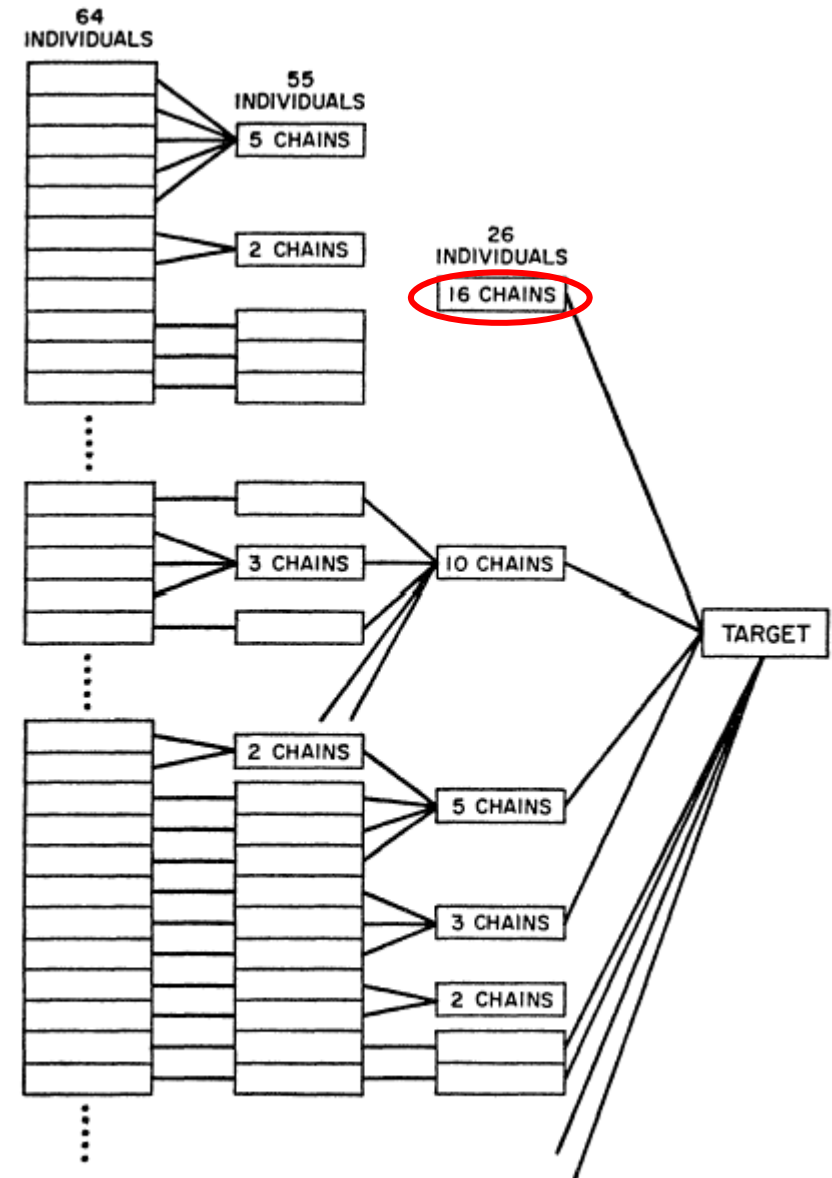 64
INDIVIDUALS
55
INDIVIDUALS
5 CHAINS
2 CHAINS
26
INDIVIDUALS
16 CHAINS
3 CHAINS
10 CHAINS
TARGET
2 CHAINS
5 CHAINS
3 CHAINS
2 CHAINS